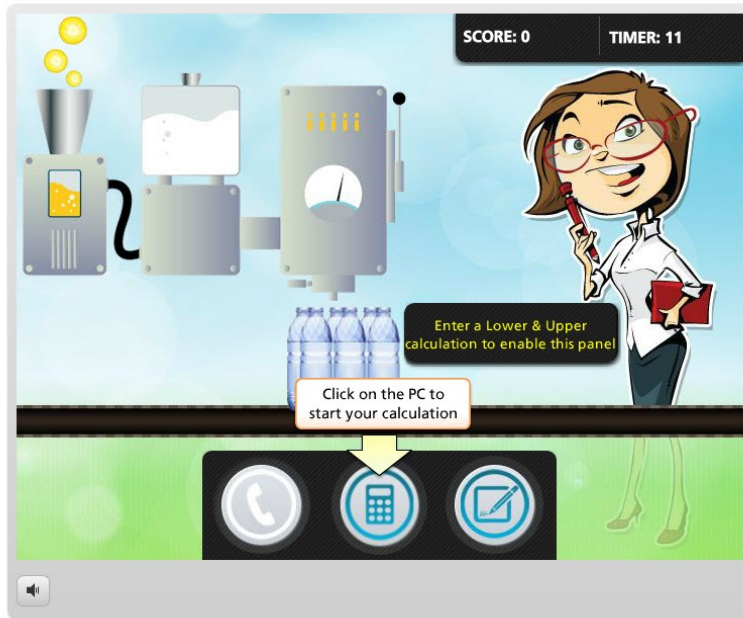 SCORE: 0
TIMER: 11
Enter a Lower & Upper
calculation to enable this panel
Click on the PC to
start your calculation